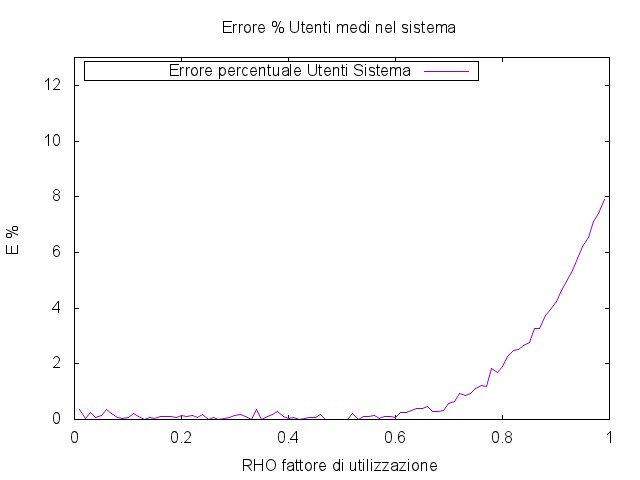 Errore % Utenti medi nel sistema
Errore percentuale Utenti Sistema
12
10
8
6
4
2
0
E %
0 0.2 0.4 0.6 0.8 1
RHO fattore di utilizzazione